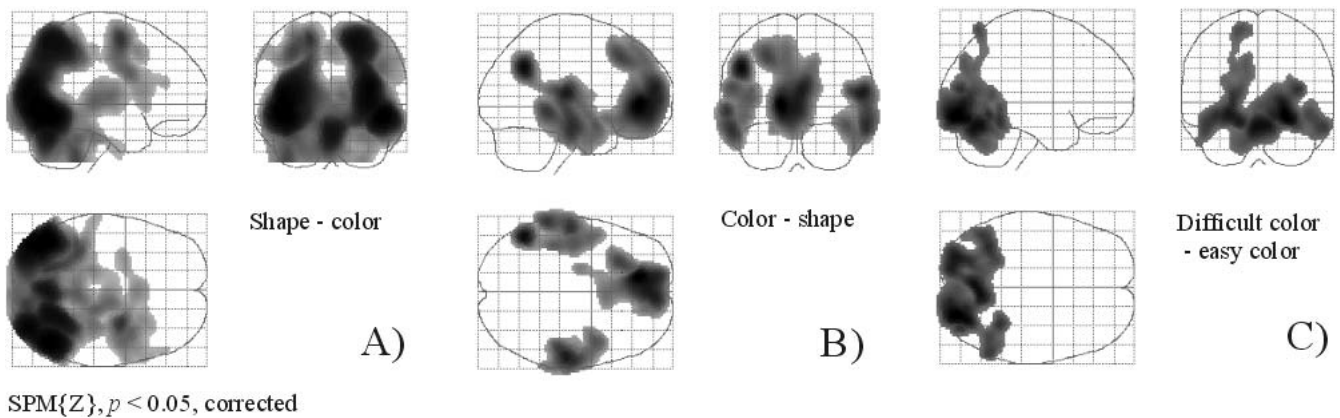 Shape - color
A)
Color - shape
B)
Difficult color
- easy color
C)
SPM{Z}, p < 0.05, corrected